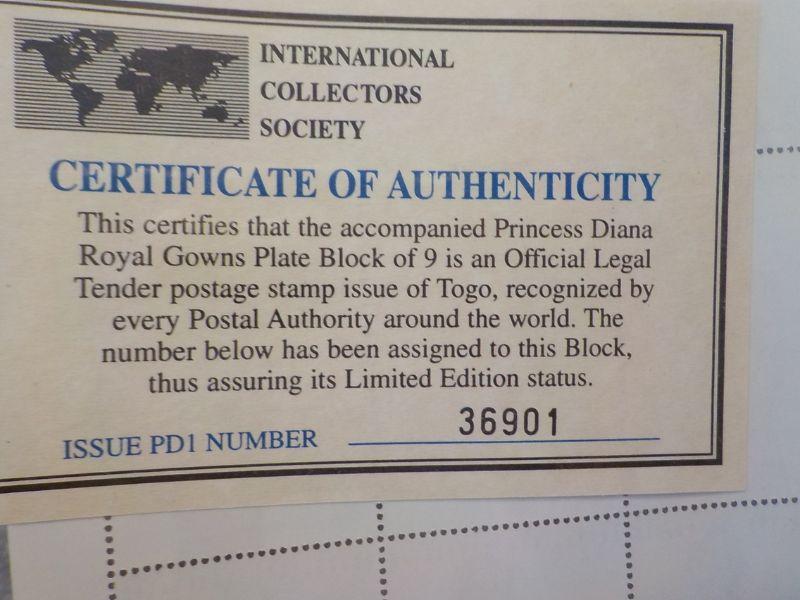 INTERNATIONAL
COLLECTORS
SOCIETY
CERTIFICATE OF AUTHENTICITY
This certifies that the accompanied Princess Diana
Royal Gowns Plate Block of 9 is an Official Legal
Tender postage stamp issue of Togo, recognized by
every Postal Authority around the world. The
number below has been assigned to this Block,
thus assuring its Limited Edition status.
ISSUE PD1 NUMBER 36901